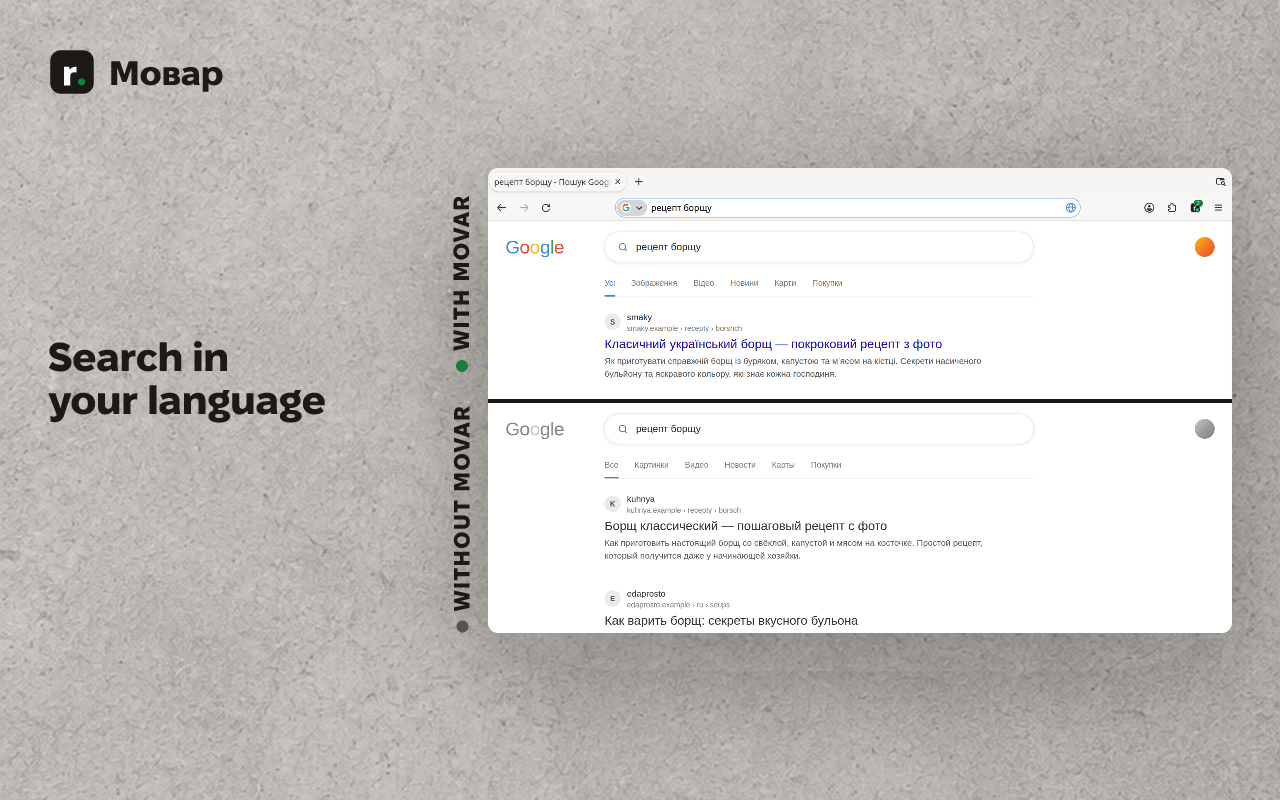 r.
Мовар
Search in
your language
WITH MOVAR
WITHOUT MOVAR
рецепт борщу - Пошук Goog
рецепт борщу
Google
рецепт борщу
Усі Зображення Відео Новини Карти Покупки
S
smaky
smaky.example › recepty › borshch
Класичний український борщ — покроковий рецепт з фото
Як приготувати справжній борщ із буряком, капустою та м'ясом на кістці. Секрети насиченого
бульйону та яскравого кольору, які знає кожна господиня.
Google
рецепт борщу
Все Картинки Видео Новости Карты Покупки
K
kuhnya
kuhnya.example › recepty › borsch
Борщ классический — пошаговый рецепт с фото
Как приготовить настоящий борщ со свёклой, капустой и мясом на косточке. Простой рецепт,
который получится даже у начинающей хозяйки.
E
edaprosto
edaprosto.example › ru › soups
Как варить борщ: секреты вкусного бульона